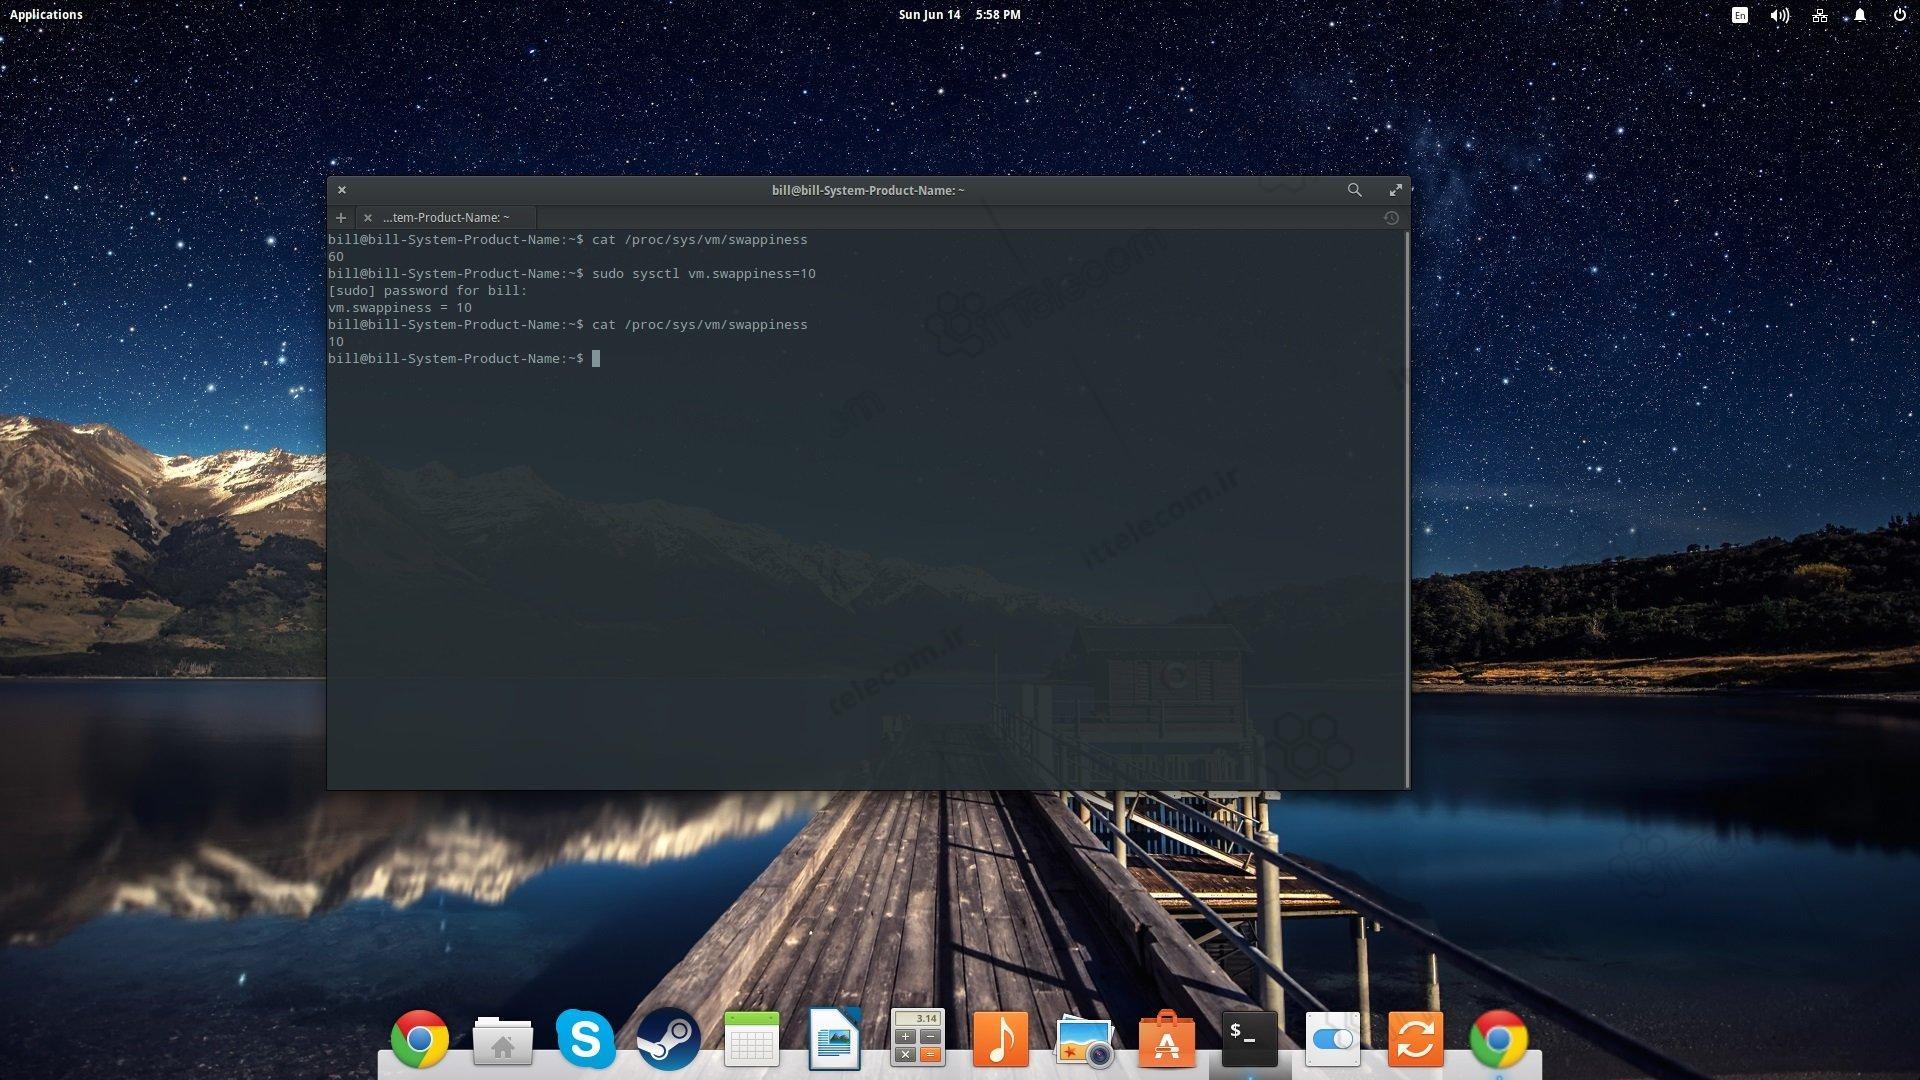 Applications
Sun Jun 14 5:58 PM
En
bill@bill-System-Product-Name: ~
...tem-Product-Name: ~
bill@bill-System-Product-Name:~$ cat /proc/sys/vm/swappiness
60
bill@bill-System-Product-Name:~$ sudo sysctl vm.swappiness=10
[sudo] password for bill:
vm.swappiness = 10
bill@bill-System-Product-Name:~$ cat /proc/sys/vm/swappiness
10
bill@bill-System-Product-Name:~$
ittelecom.ir
telecom.ir
3.14
$_